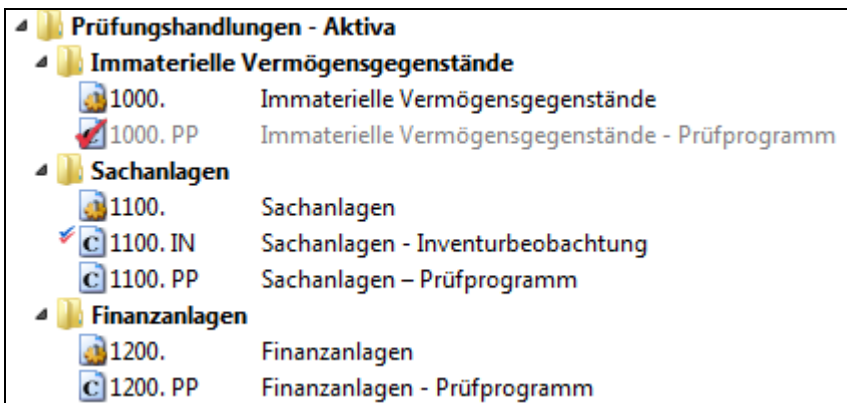 Prüfungshandlungen - Aktiva
Immaterielle Vermögensgegenstände
1000. Immaterielle Vermögensgegenstände
1000. PP Immaterielle Vermögensgegenstände - Prüfprogramm
Sachanlagen
1100. Sachanlagen
C 1100. IN Sachanlagen - Inventurbeobachtung
C 1100. PP Sachanlagen – Prüfprogramm
Finanzanlagen
1200. Finanzanlagen
C 1200. PP Finanzanlagen - Prüfprogramm